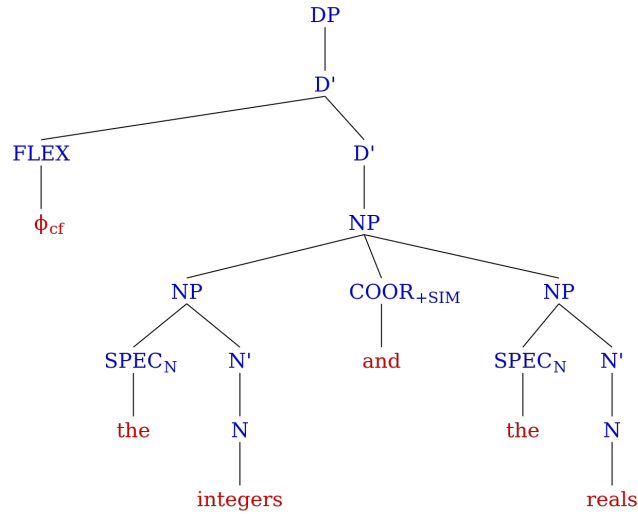 DP
D'
FLEX D'
ϕcf NP
NP COOR+SIM NP
SPECN N' and SPECN N'
the N the N
integers reals